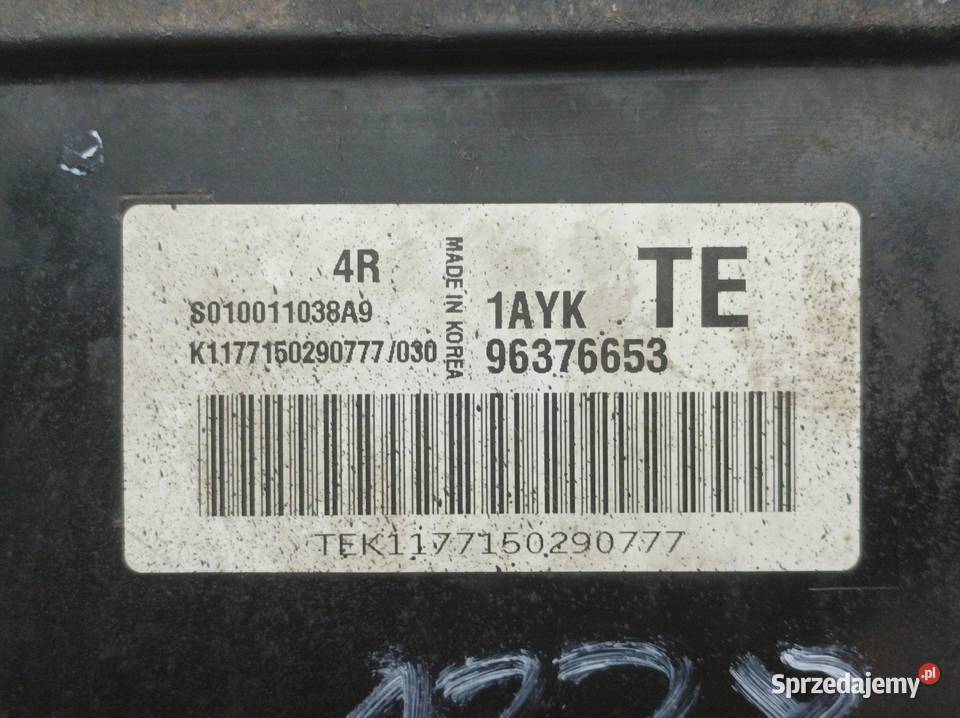 4R
S010011038A9
K1177150290777/030
MADE IN KOREA
1AYK
TE
96376653
TEK1177150290777
Sprzedajemy.pl